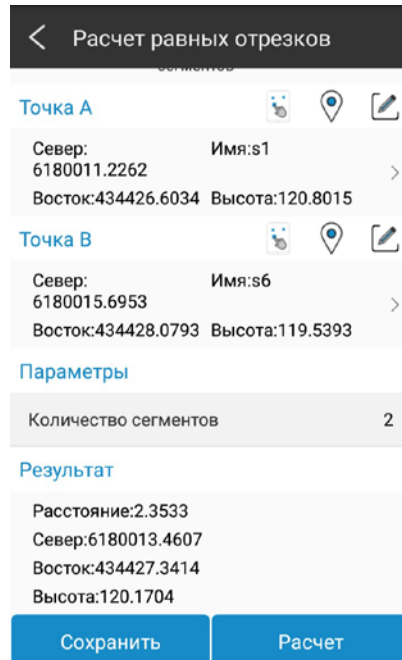 Расчет равных отрезков
Точка A
Север: Имя:s1
6180011.2262
Восток:434426.6034 Высота:120.8015
Точка B
Север: Имя:s6
6180015.6953
Восток:434428.0793 Высота:119.5393
Параметры
Количество сегментов 2
Результат
Расстояние:2.3533
Север:6180013.4607
Восток:434427.3414
Высота:120.1704
Сохранить Расчет